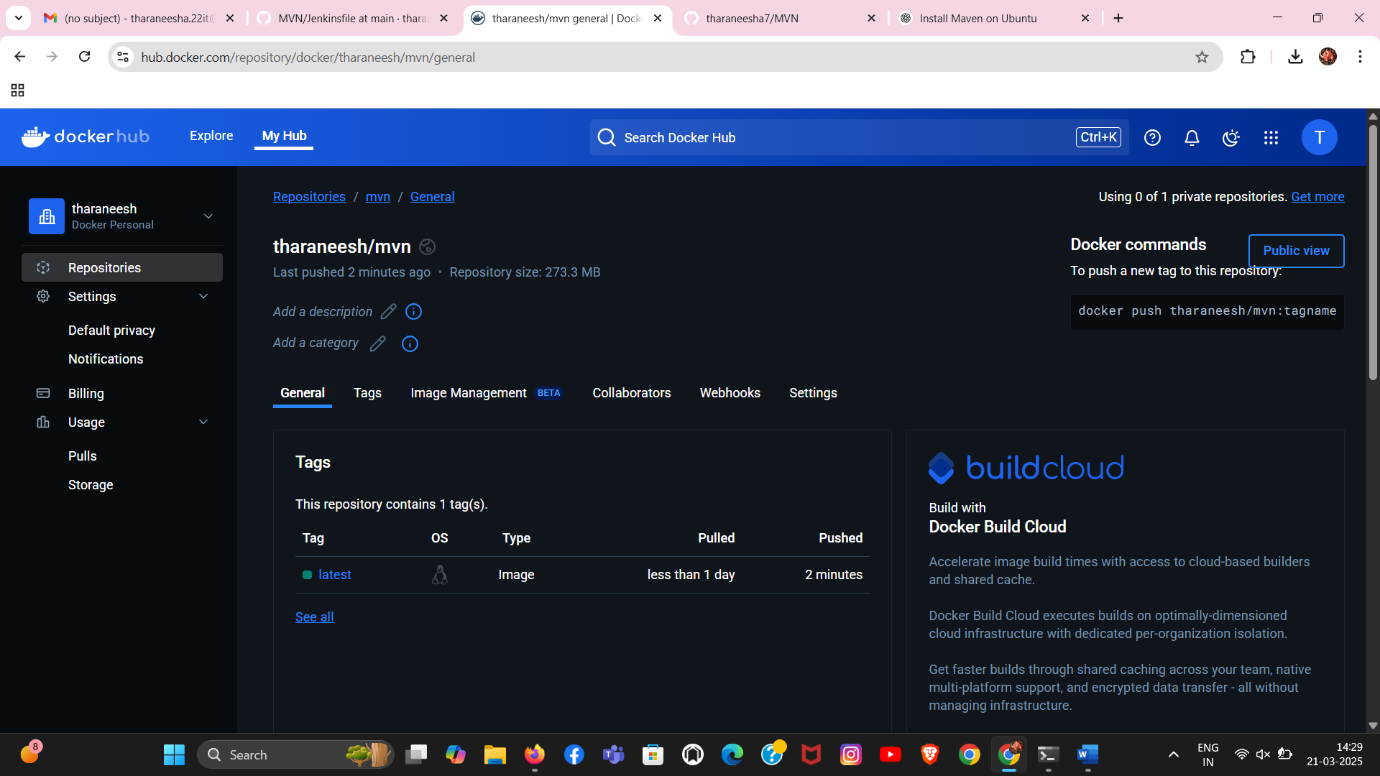 (no subject) - tharaneesha.22it@
MVN/Jenkinsfile at main · thara
tharaneesh/mvn general | Dock
tharaneesha7/MVN
Install Maven on Ubuntu
hub.docker.com/repository/docker/tharaneesh/mvn/general
docker hub
Explore
My Hub
Search Docker Hub
Ctrl+K
T
tharaneesh
Docker Personal
Repositories
Settings
Default privacy
Notifications
Billing
Usage
Pulls
Storage
Repositories / mvn / General
Using 0 of 1 private repositories. Get more
tharaneesh/mvn
Last pushed 2 minutes ago • Repository size: 273.3 MB
Add a description
Add a category
Docker commands
Public view
To push a new tag to this repository:
docker push tharaneesh/mvn:tagname
General Tags Image Management BETA Collaborators Webhooks Settings
Tags
This repository contains 1 tag(s).
Tag OS Type Pulled Pushed
latest Image less than 1 day 2 minutes
See all
buildcloud
Build with
Docker Build Cloud
Accelerate image build times with access to cloud-based builders
and shared cache.
Docker Build Cloud executes builds on optimally-dimensioned
cloud infrastructure with dedicated per-organization isolation.
Get faster builds through shared caching across your team, native
multi-platform support, and encrypted data transfer - all without
managing infrastructure.
8
Search
ENG
IN
14:29
21-03-2025